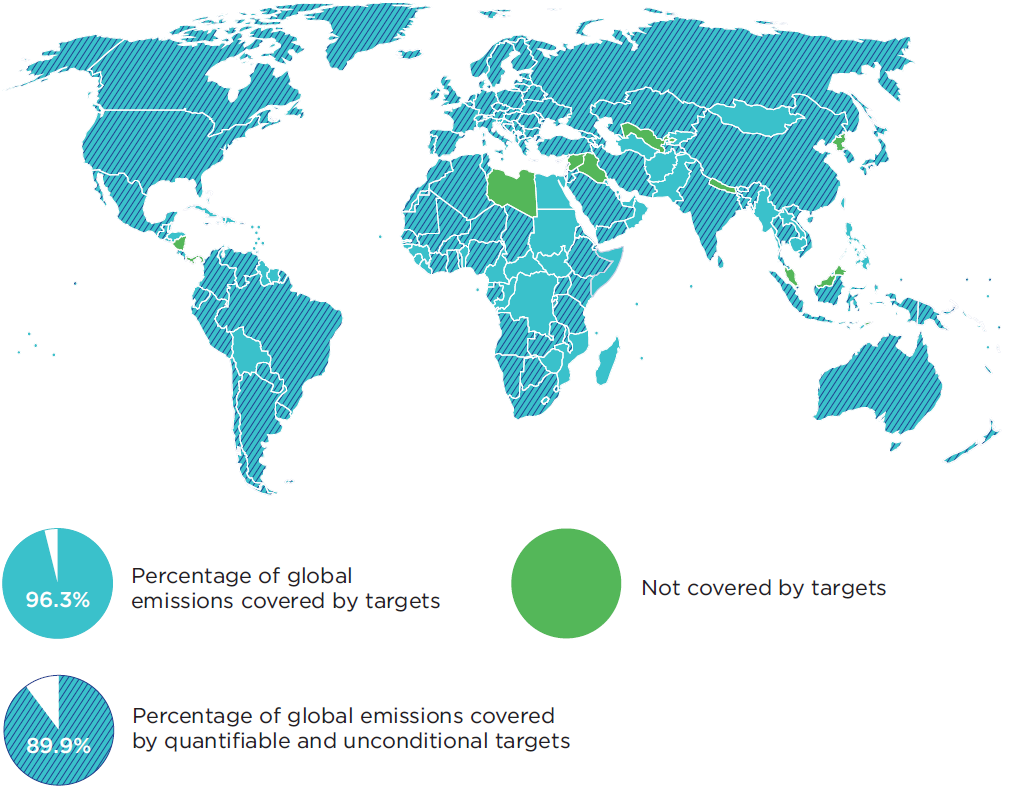 96.3%
Percentage of global
emissions covered by targets
Not covered by targets
89.9%
Percentage of global emissions covered
by quantifiable and unconditional targets